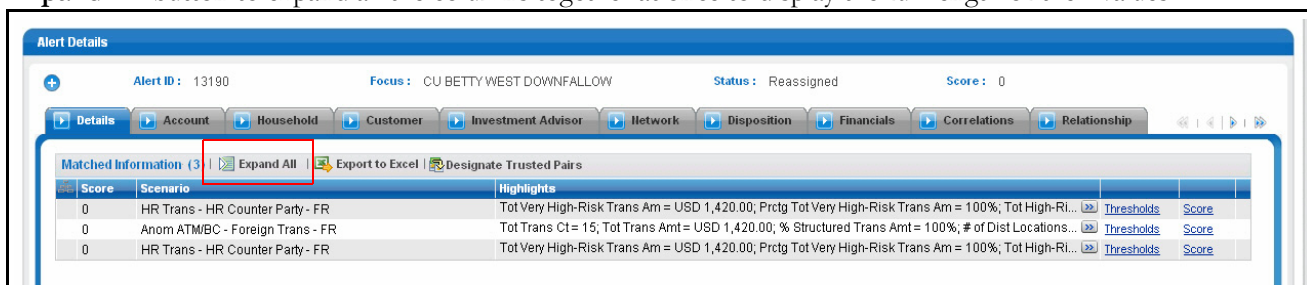 Alert Details
Alert ID : 13190 Focus : CU BETTY WEST DOWNFALLOW Status : Reassigned Score : 0
Details Account Household Customer Investment Advisor Network Disposition Financials Correlations Relationship
Matched Information (3) | Expand All | Export to Excel | Designate Trusted Pairs
Score Scenario Highlights
0 HR Trans - HR Counter Party - FR Tot Very High-Risk Trans Am = USD 1,420.00; Prctg Tot Very High-Risk Trans Am = 100%; Tot High-Ri... Thresholds Score
0 Anom ATM/BC - Foreign Trans - FR Tot Trans Ct = 15; Tot Trans Amt = USD 1,420.00; % Structured Trans Amt = 100%; # of Dist Locations... Thresholds Score
0 HR Trans - HR Counter Party - FR Tot Very High-Risk Trans Am = USD 1,420.00; Prctg Tot Very High-Risk Trans Am = 100%; Tot High-Ri... Thresholds Score